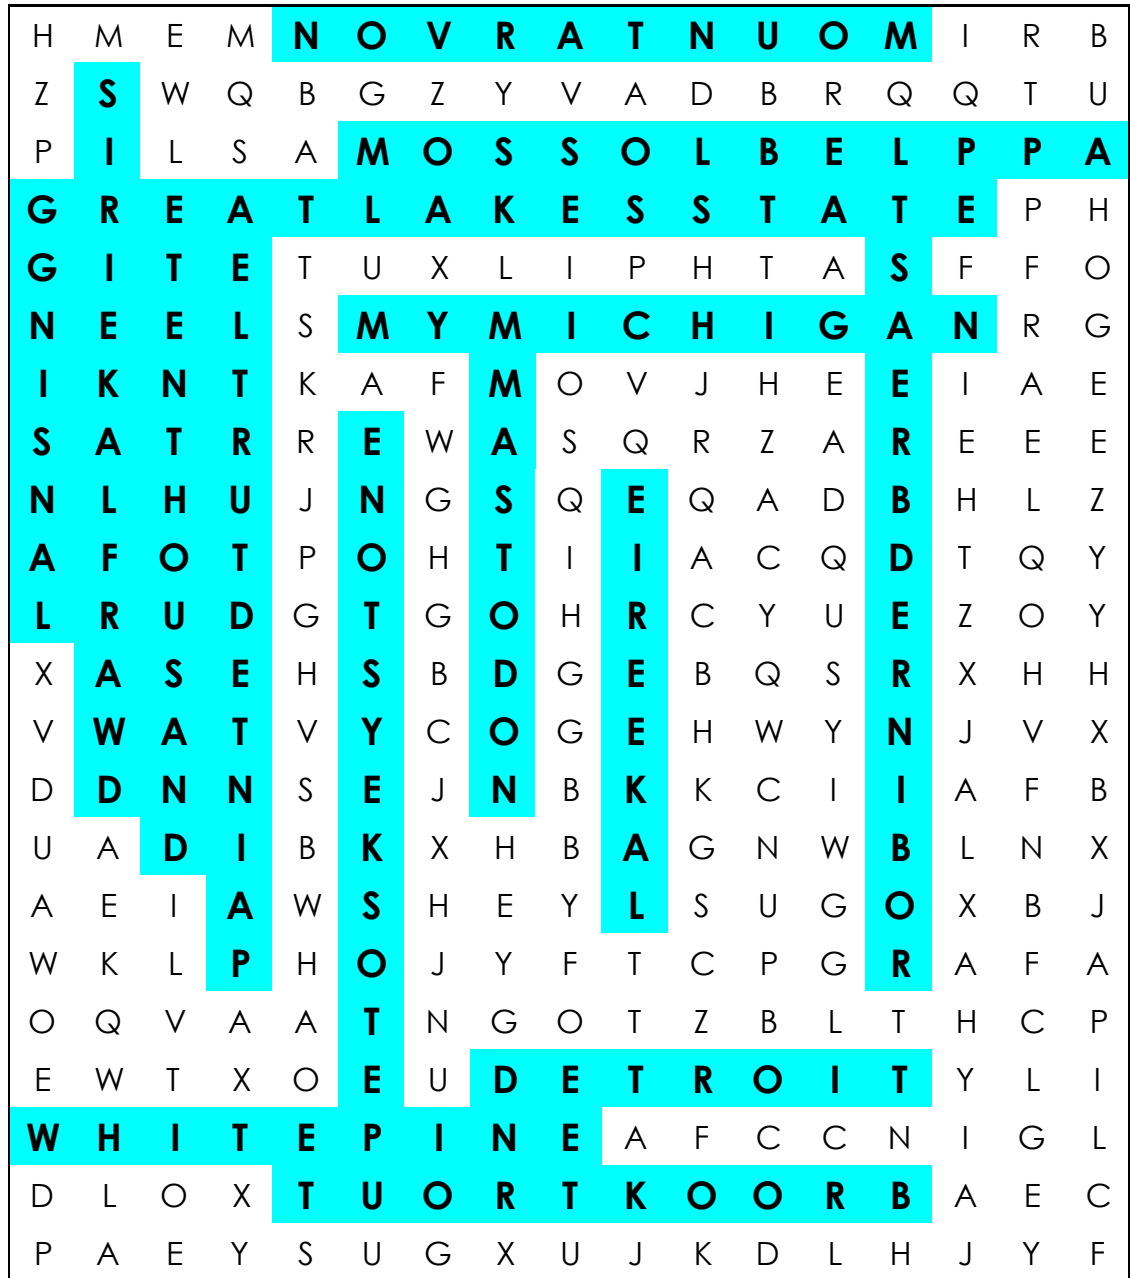 H M E M N O V R A T N U O M I R B
Z S W Q B G Z Y V A D B R Q Q T U
P I L S A M O S S O L B E L P P A
G R E A T L A K E S S T A T E P H
G I T E T U X L I P H T A S F F O
N E E L S M Y M I C H I G A N R G
I K N T K A F M O V J H E E I A E
S A T R R E W A S Q R Z A R E E E
N L H U J N G S Q E Q A D B H L Z
A F O T P O H T I I A C Q D T Q Y
L R U D G T G O H R C Y U E Z O Y
X A S E H S B D G E B Q S R X H H
V W A T V Y C O G E H W Y N J V X
D D N N S E J N B K K C I I A F B
U A D I B K X H B A G N W B L N X
A E I A W S H E Y L S U G O X B J
W K L P H O J Y F T C P G R A F A
O Q V A A T N G O T Z B L T H C P
E W T X O E U D E T R O I T Y L I
W H I T E P I N E A F C C N I G L
D L O X T U O R T K O O R B A E C
P A E Y S U G X U J K D L H J Y F